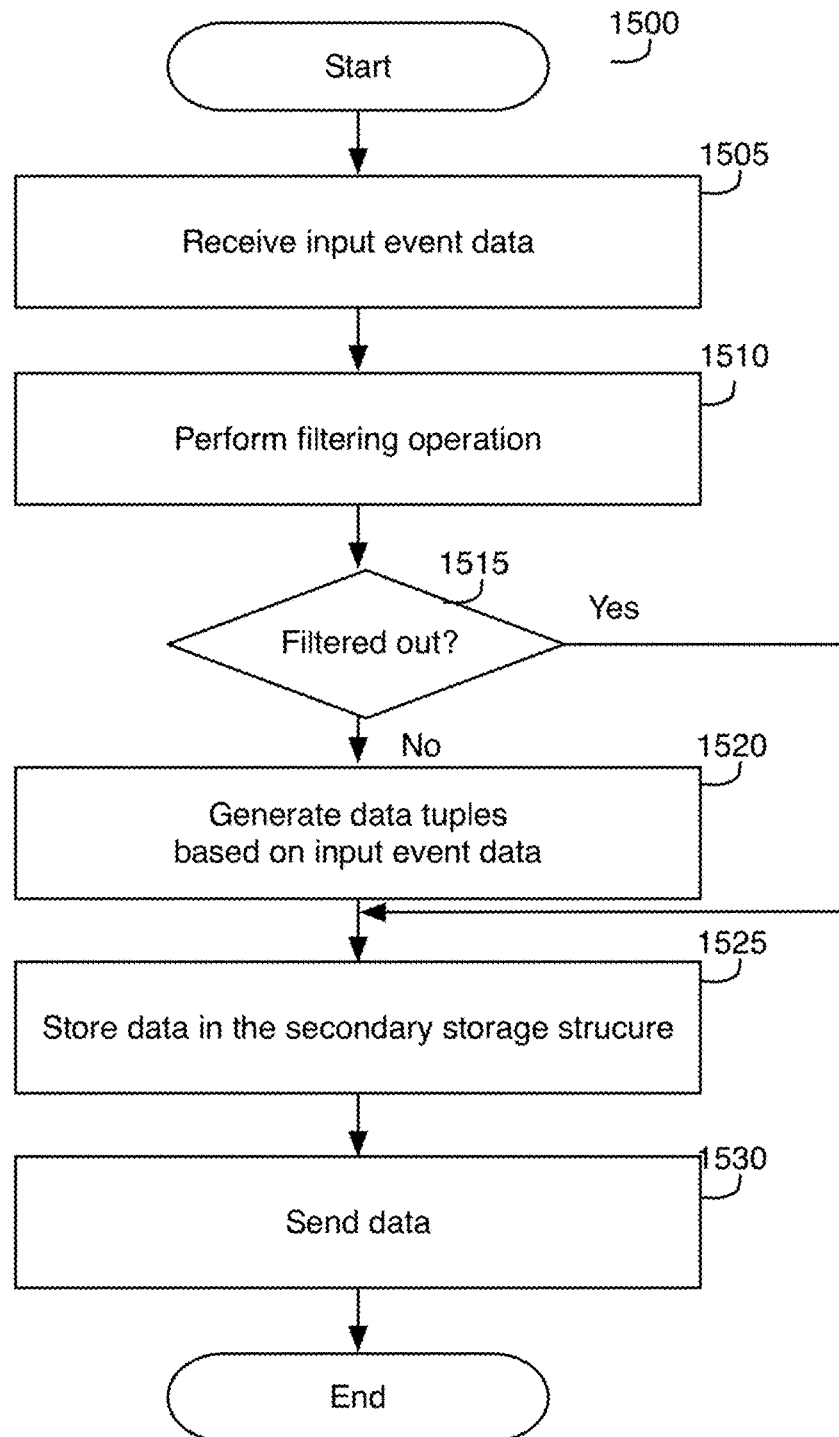 1500
Start
1505
Receive input event data
1510
Perform filtering operation
1515
Filtered out?
Yes
No
1520
Generate data tuples
based on input event data
1525
Store data in the secondary storage strucure
1530
Send data
End